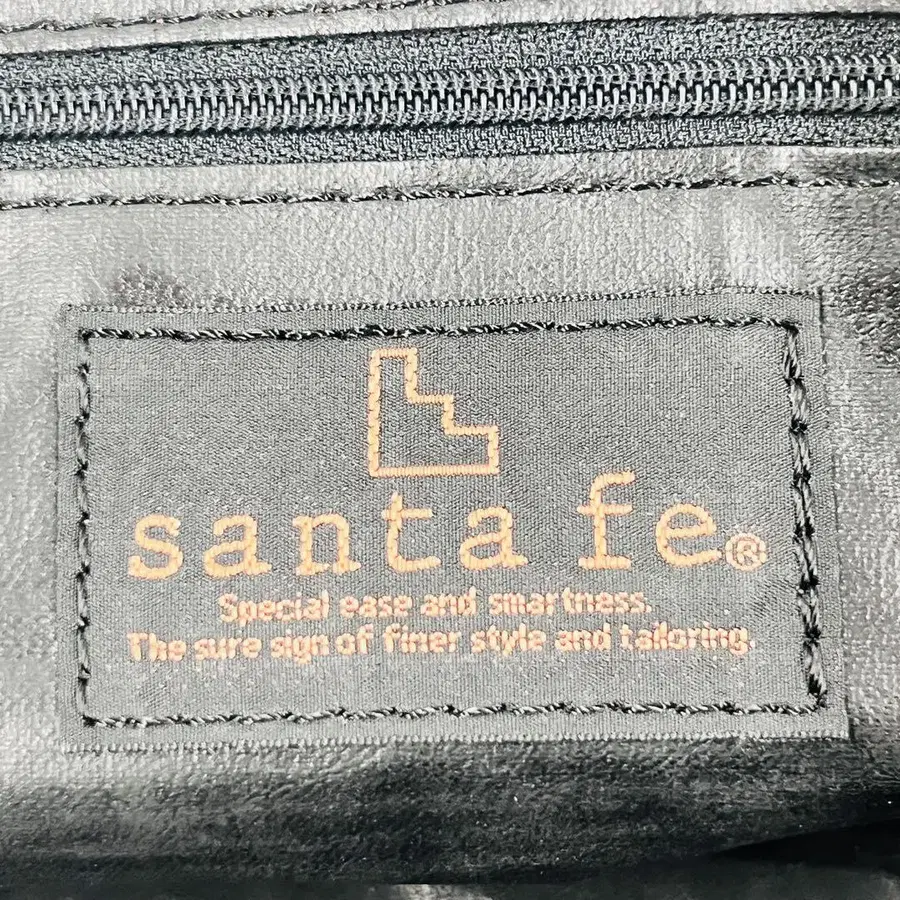 santa fe®
Special ease and smartness.
The sure sign of finer style and tailoring.